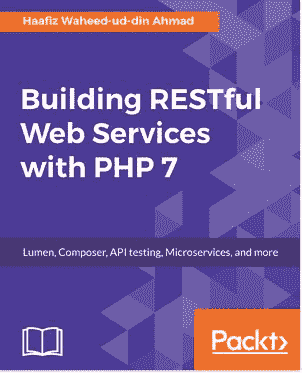 Haafiz Waheed-ud-din Ahmad
Building RESTful
Web Services
with PHP 7
Lumen, Composer, API testing, Microservices, and more
Packt>